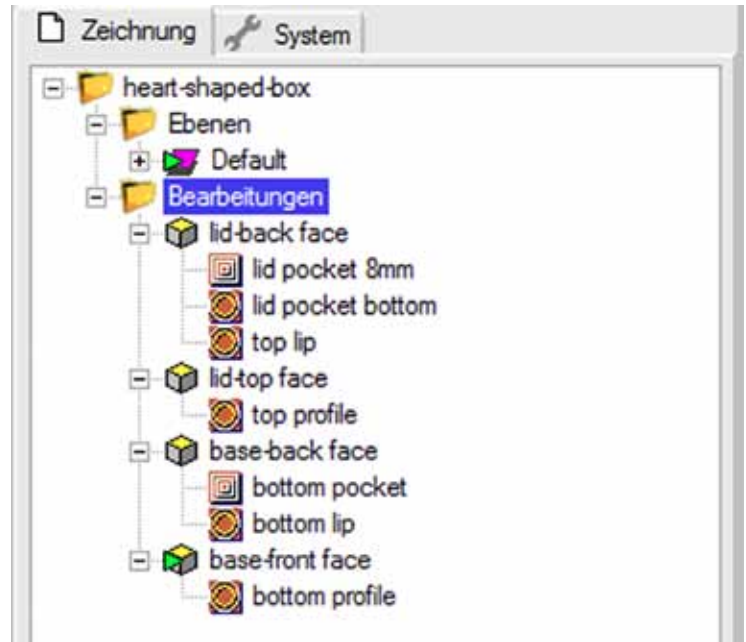 Zeichnung System
heart-shaped-box
Ebenen
Default
Bearbeitungen
lid-back face
lid pocket 8mm
lid pocket bottom
top lip
lid-top face
top profile
base-back face
bottom pocket
bottom lip
base-front face
bottom profile